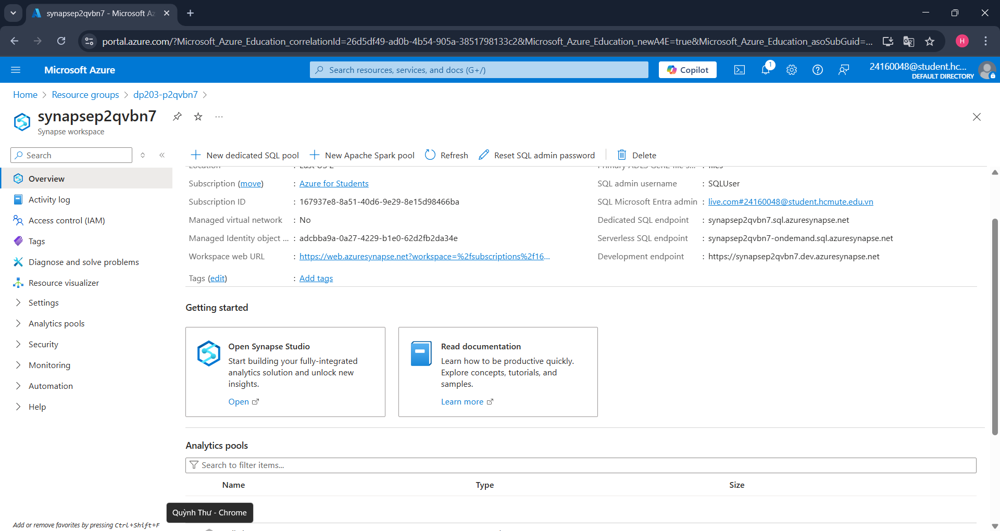 synapsep2qvbn7 - Microsoft Az
portal.azure.com/?Microsoft_Azure_Education_correlationId=26d5df49-ad0b-4b54-905a-3851798133c2&Microsoft_Azure_Education_newA4E=true&Microsoft_Azure_Education_asoSubGuid=...
H
Microsoft Azure
Search resources, services, and docs (G+/)
Copilot
1
24160048@student.hc...
DEFAULT DIRECTORY
Home > Resource groups > dp203-p2qvbn7 >
synapsep2qvbn7
Synapse workspace
Search
New dedicated SQL pool
New Apache Spark pool
Refresh
Reset SQL admin password
Delete
Overview
Activity log
Access control (IAM)
Tags
Diagnose and solve problems
Resource visualizer
Settings
Analytics pools
Security
Monitoring
Automation
Help
Add or remove favorites by pressing Ctrl+Shift+F
Location : East US 2
Subscription (move) : Azure for Students
Subscription ID : 167937e8-8a51-40d6-9e29-8e15d98466ba
Managed virtual network : No
Managed Identity object ... : adcbba9a-0a27-4229-b1e0-62d2fb2da34e
Workspace web URL : https://web.azuresynapse.net?workspace=%2fsubscriptions%2f16...
Tags (edit) : Add tags
Primary ADLS Gen2 file s... : files
SQL admin username : SQLUser
SQL Microsoft Entra admin : live.com#24160048@student.hcmute.edu.vn
Dedicated SQL endpoint : synapsep2qvbn7.sql.azuresynapse.net
Serverless SQL endpoint : synapsep2qvbn7-ondemand.sql.azuresynapse.net
Development endpoint : https://synapsep2qvbn7.dev.azuresynapse.net
Getting started
Open Synapse Studio
Start building your fully-integrated
analytics solution and unlock new
insights.
Open
Read documentation
Learn how to be productive quickly.
Explore concepts, tutorials, and
samples.
Learn more
Analytics pools
Search to filter items...
Name Type Size
Quỳnh Thư - Chrome